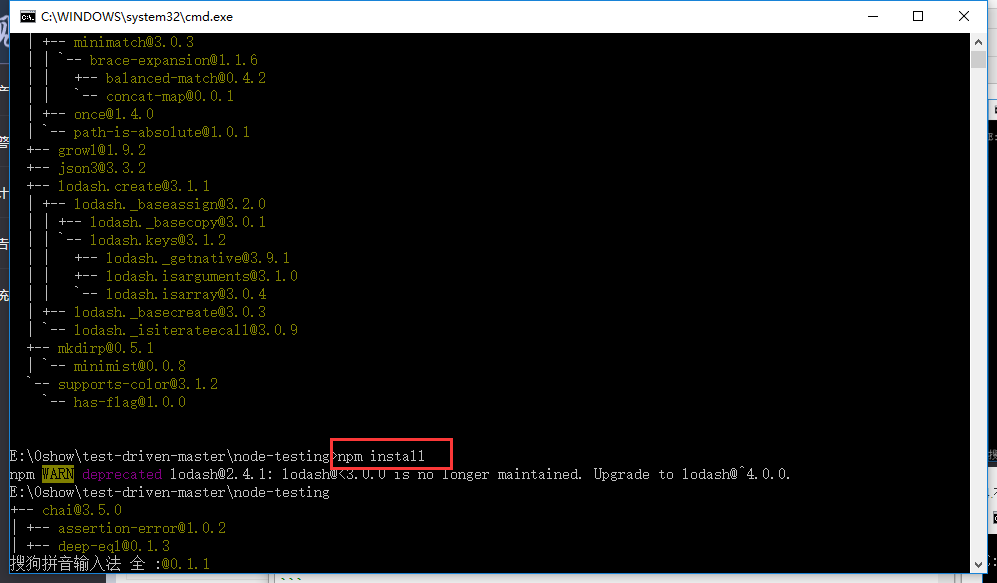 C:\WINDOWS\system32\cmd.exe
| +-- minimatch@3.0.3
| | `-- brace-expansion@1.1.6
| |   +-- balanced-match@0.4.2
| |   `-- concat-map@0.0.1
| +-- once@1.4.0
| `-- path-is-absolute@1.0.1
+-- growl@1.9.2
+-- json3@3.3.2
+-- lodash.create@3.1.1
| +-- lodash._baseassign@3.2.0
| | +-- lodash._basecopy@3.0.1
| | `-- lodash.keys@3.1.2
| |   +-- lodash._getnative@3.9.1
| |   +-- lodash.isarguments@3.1.0
| |   `-- lodash.isarray@3.0.4
| +-- lodash._basecreate@3.0.3
| `-- lodash._isiterateecall@3.0.9
+-- mkdirp@0.5.1
| `-- minimist@0.0.8
`-- supports-color@3.1.2
  `-- has-flag@1.0.0
E:\0show\test-driven-master\node-testing>npm install
npm WARN deprecated lodash@2.4.1: lodash@<3.0.0 is no longer maintained. Upgrade to lodash@^4.0.0.
E:\0show\test-driven-master\node-testing
+-- chai@3.5.0
| +-- assertion-error@1.0.2
| +-- deep-eql@0.1.3
搜狗拼音输入法 全 :@0.1.1